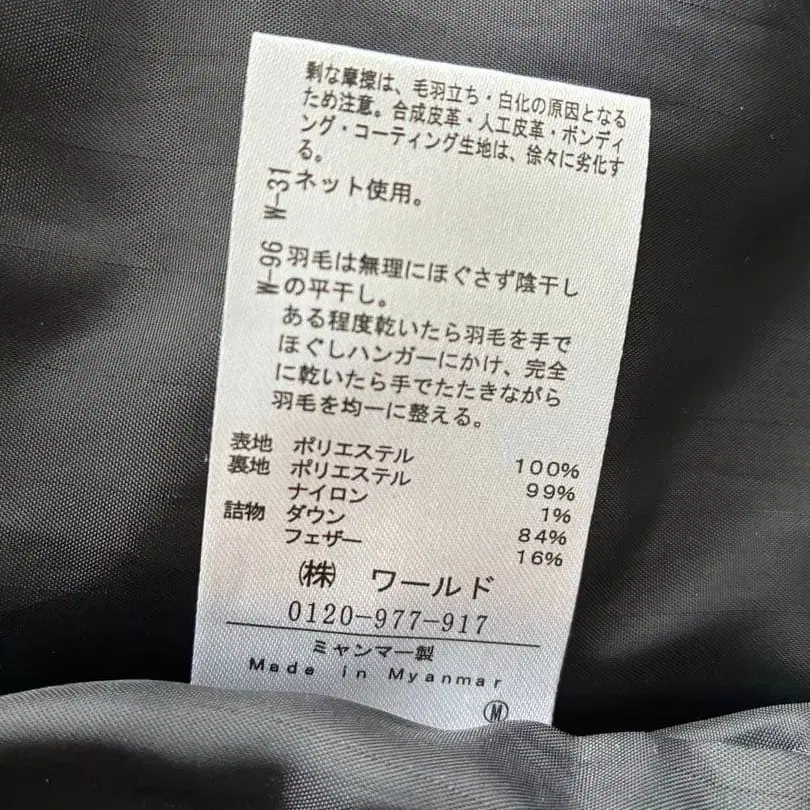 剰な摩擦は、毛羽立ち・白化の原因となる
ため注意。合成皮革・人工皮革・ボンディ
ング・コーティング生地は、徐々に劣化す
る。
W-31 ネット使用。
W-96 羽毛は無理にほぐさず陰干し
の平干し。
ある程度乾いたら羽毛を手で
ほぐしハンガーにかけ、完全
に乾いたら手でたたきながら
羽毛を均一に整える。
表地 ポリエステル 100%
裏地 ポリエステル 99%
ナイロン 1%
詰物 ダウン 84%
フェザー 16%
㈱ ワールド
0120-977-917
ミャンマー製
Made in Myanmar
Ⓜ